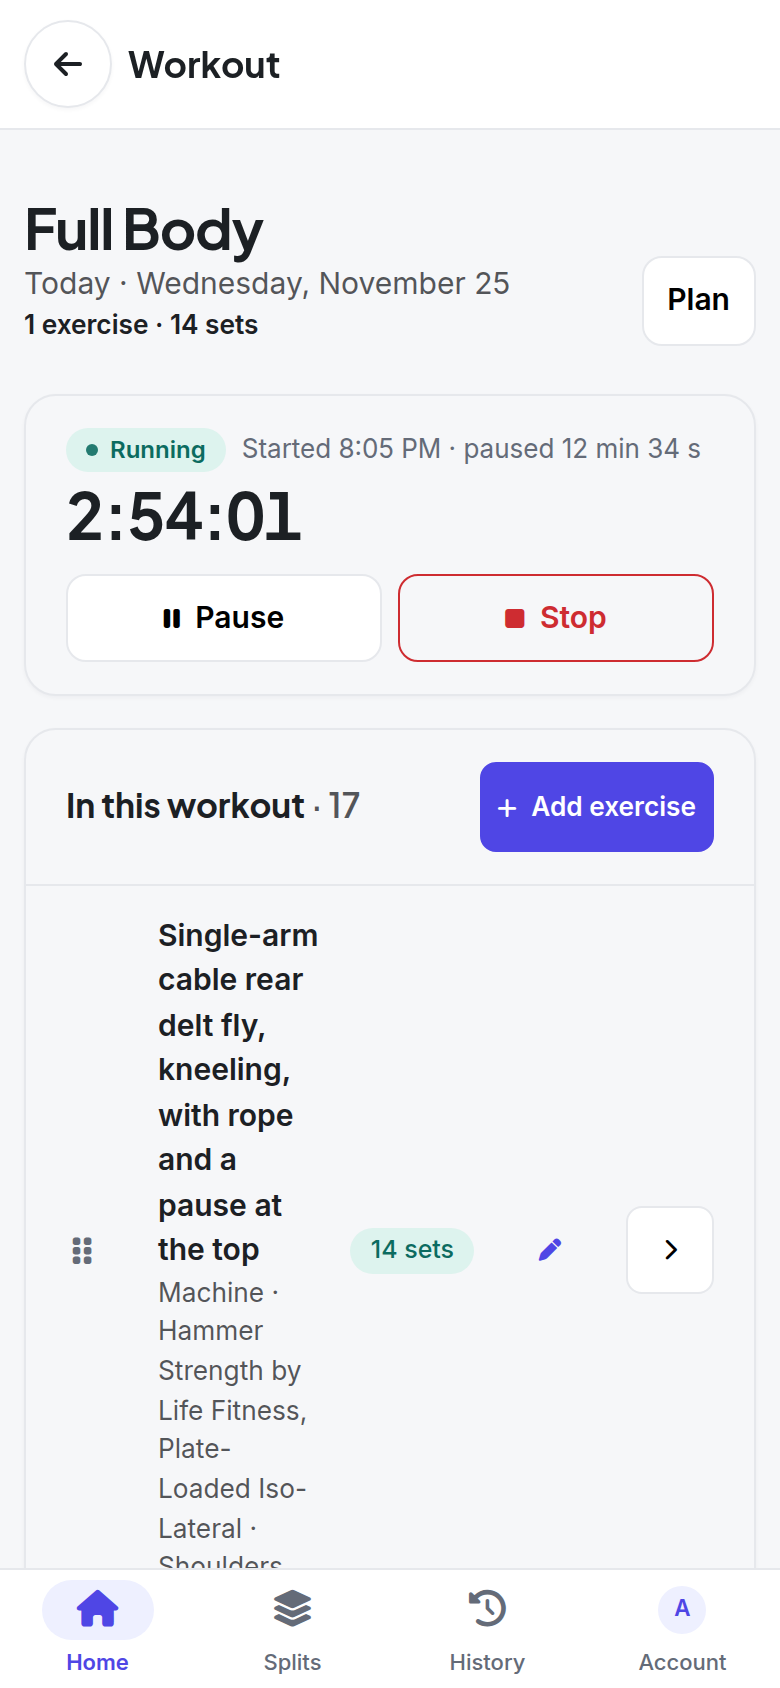 Workout
Full Body
Today · Wednesday, November 25
1 exercise · 14 sets
Plan
Running
Started 8:05 PM · paused 12 min 34 s
2:54:01
Pause
Stop
In this workout · 17
+ Add exercise
Single-arm
cable rear
delt fly,
kneeling,
with rope
and a
pause at
the top
14 sets
Machine ·
Hammer
Strength by
Life Fitness,
Plate-
Loaded Iso-
Lateral ·
Shoulders
Home
Splits
History
A
Account